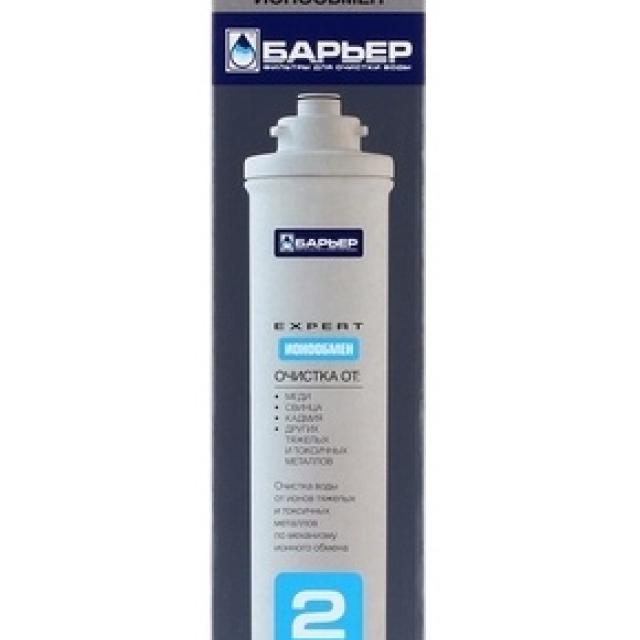 ИОНООБМЕН
БАРЬЕР
ФИЛЬТРЫ ДЛЯ ОЧИСТКИ ВОДЫ
БАРЬЕР
EXPERT
ИОНООБМЕН
ОЧИСТКА ОТ:
• МЕДИ
• СВИНЦА
• КАДМИЯ
• ДРУГИХ
ТЯЖЕЛЫХ
И ТОКСИЧНЫХ
МЕТАЛЛОВ
Очистка воды
от ионов тяжелых
и токсичных
металлов
по механизму
ионного обмена
2